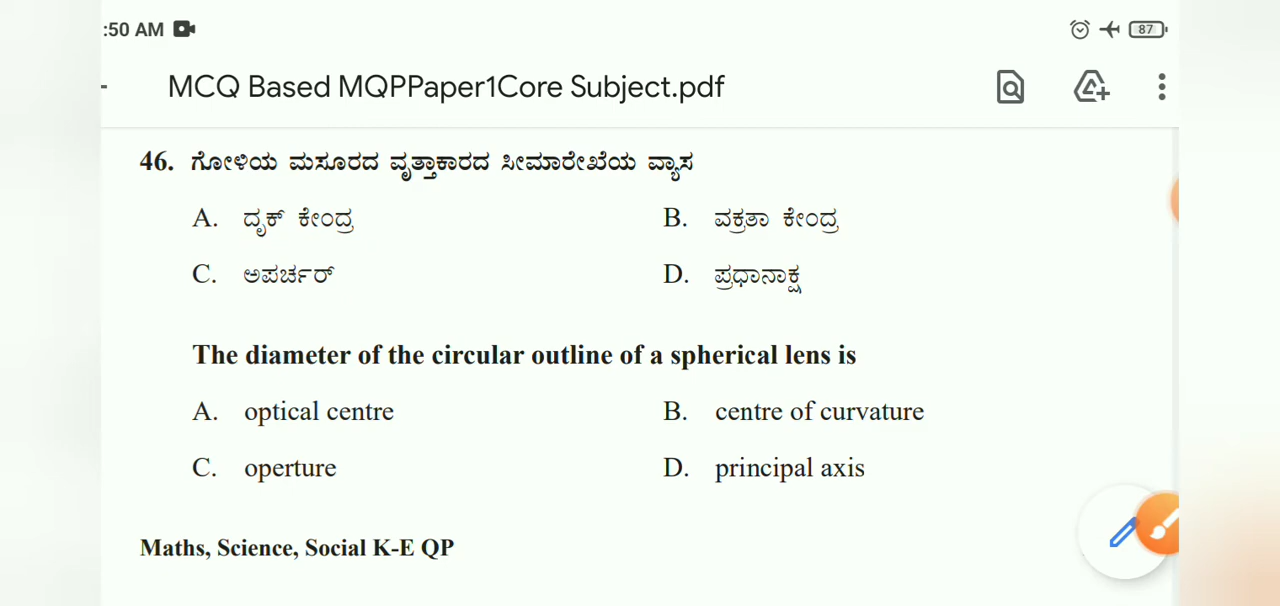 :50 AM
87
MCQ Based MQPPaper1Core Subject.pdf
46. ಗೋಳಿಯ ಮಸೂರದ ವೃತ್ತಾಕಾರದ ಸೀಮಾರೇಖೆಯ ವ್ಯಾಸ
A. ದೃಕ್ ಕೇಂದ್ರ B. ವಕ್ರತಾ ಕೇಂದ್ರ
C. ಅಪರ್ಚರ್ D. ಪ್ರಧಾನಾಕ್ಷ
The diameter of the circular outline of a spherical lens is
A. optical centre B. centre of curvature
C. operture D. principal axis
Maths, Science, Social K-E QP